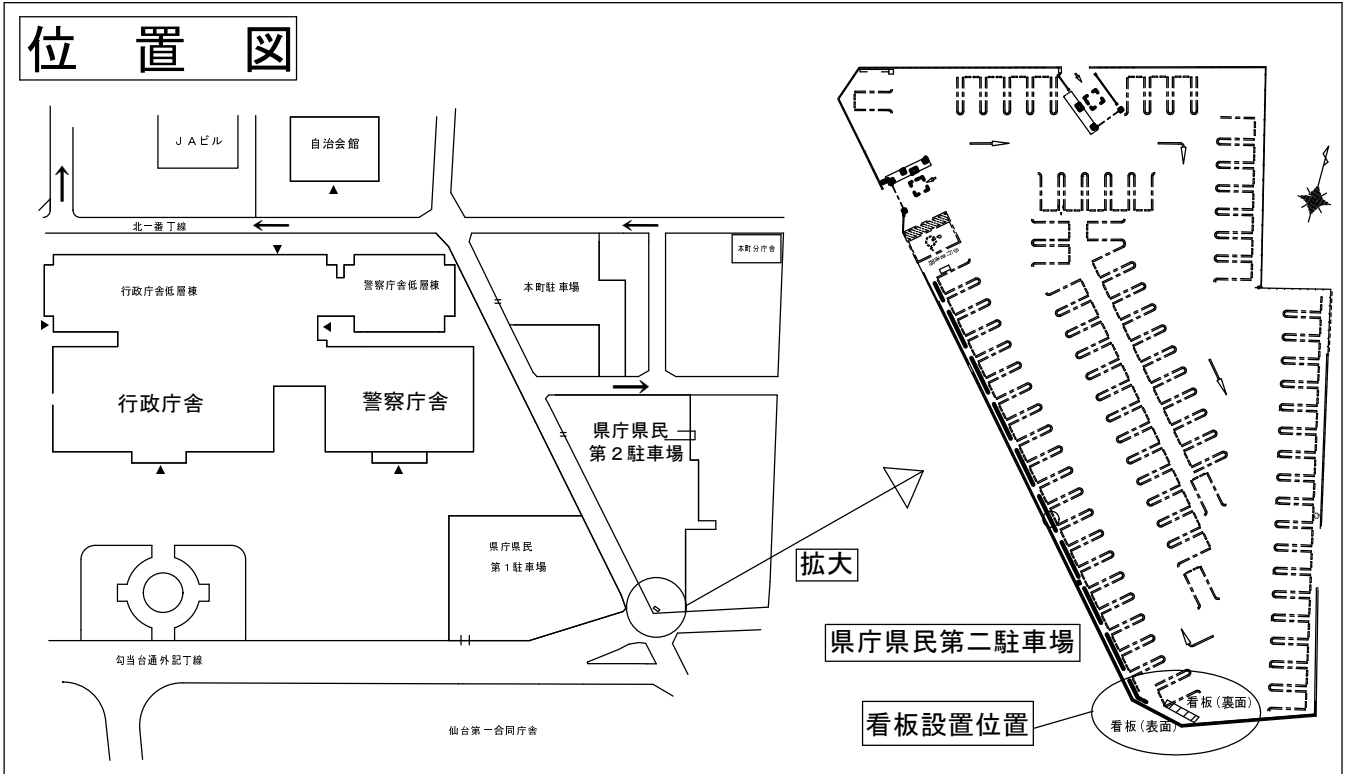 位置図
JAビル
自治会館
北一番丁線
本町分庁舎
行政庁舎低層棟
警察庁舎低層棟
本町駐車場
行政庁舎
警察庁舎
県庁県民
第2駐車場
県庁県民
第1駐車場
拡大
勾当台通外記丁線
仙台第一合同庁舎
県庁県民第二駐車場
看板設置位置
看板(裏面)
看板(表面)